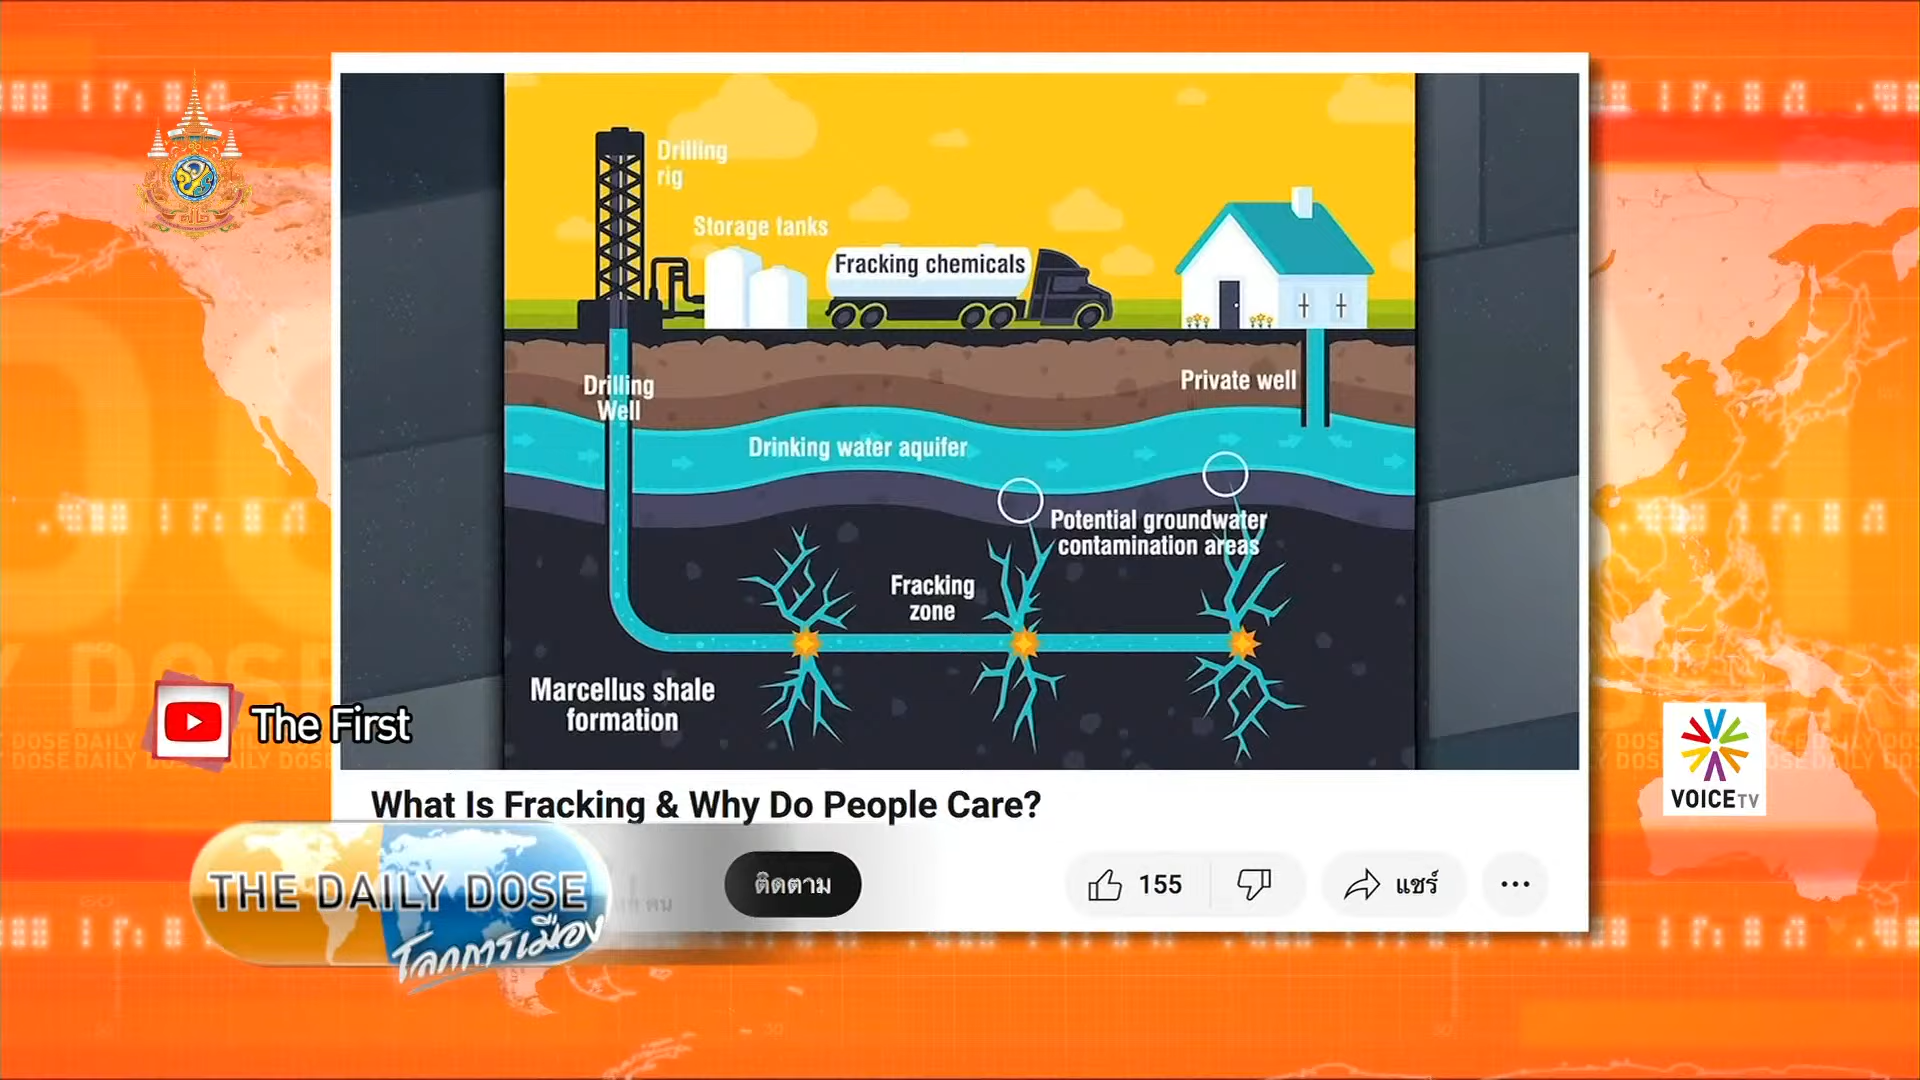 Drilling
rig
Storage tanks
Fracking chemicals
Drilling
Well
Private well
Drinking water aquifer
Potential groundwater
contamination areas
Fracking
zone
Marcellus shale
formation
The First
VOICETV
What Is Fracking & Why Do People Care?
THE DAILY DOSE
โลกการเมือง
ติดตาม
155
แชร์